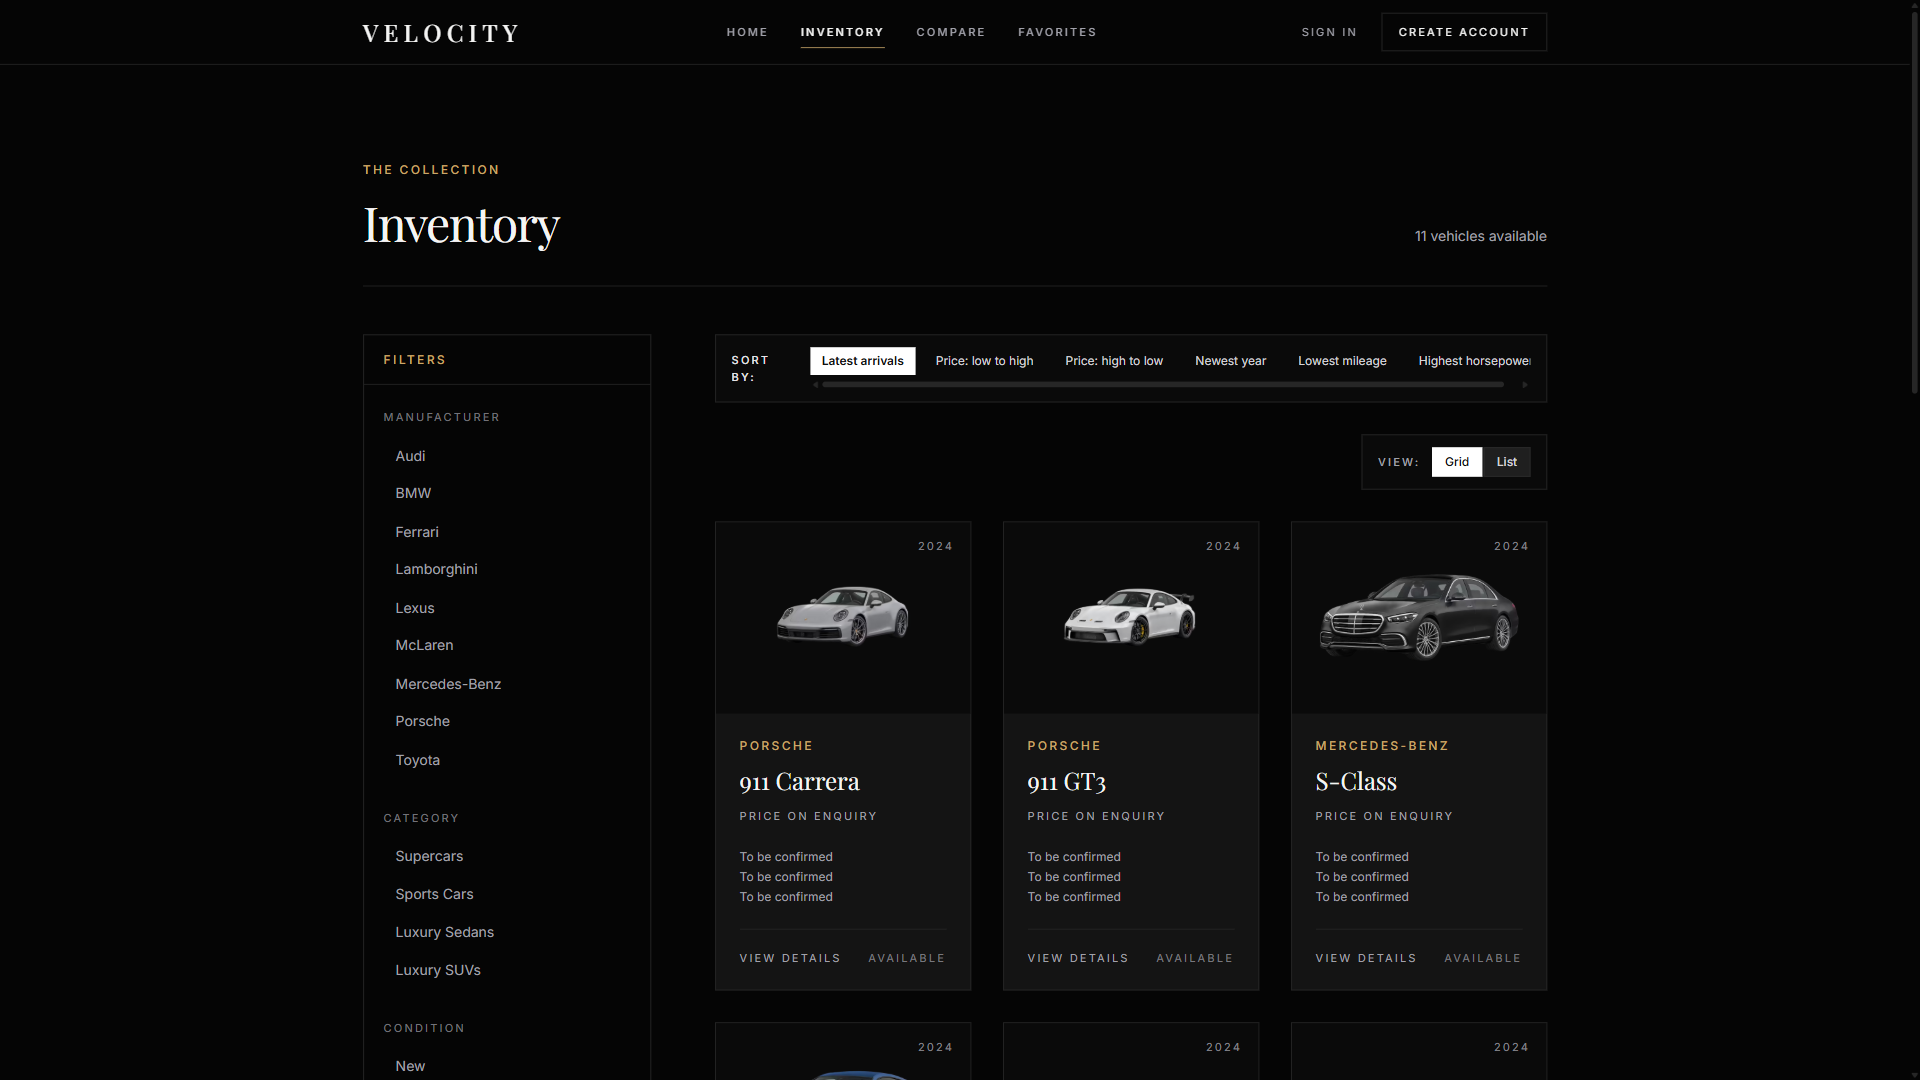 VELOCITY
HOME
INVENTORY
COMPARE
FAVORITES
SIGN IN
CREATE ACCOUNT
THE COLLECTION
Inventory
11 vehicles available
FILTERS
MANUFACTURER
Audi
BMW
Ferrari
Lamborghini
Lexus
McLaren
Mercedes-Benz
Porsche
Toyota
CATEGORY
Supercars
Sports Cars
Luxury Sedans
Luxury SUVs
CONDITION
New
SORT
BY:
Latest arrivals
Price: low to high
Price: high to low
Newest year
Lowest mileage
Highest horsepower
VIEW:
Grid
List
2024
PORSCHE
911 Carrera
PRICE ON ENQUIRY
To be confirmed
To be confirmed
To be confirmed
VIEW DETAILS
AVAILABLE
2024
PORSCHE
911 GT3
PRICE ON ENQUIRY
To be confirmed
To be confirmed
To be confirmed
VIEW DETAILS
AVAILABLE
2024
MERCEDES-BENZ
S-Class
PRICE ON ENQUIRY
To be confirmed
To be confirmed
To be confirmed
VIEW DETAILS
AVAILABLE
2024
2024
2024